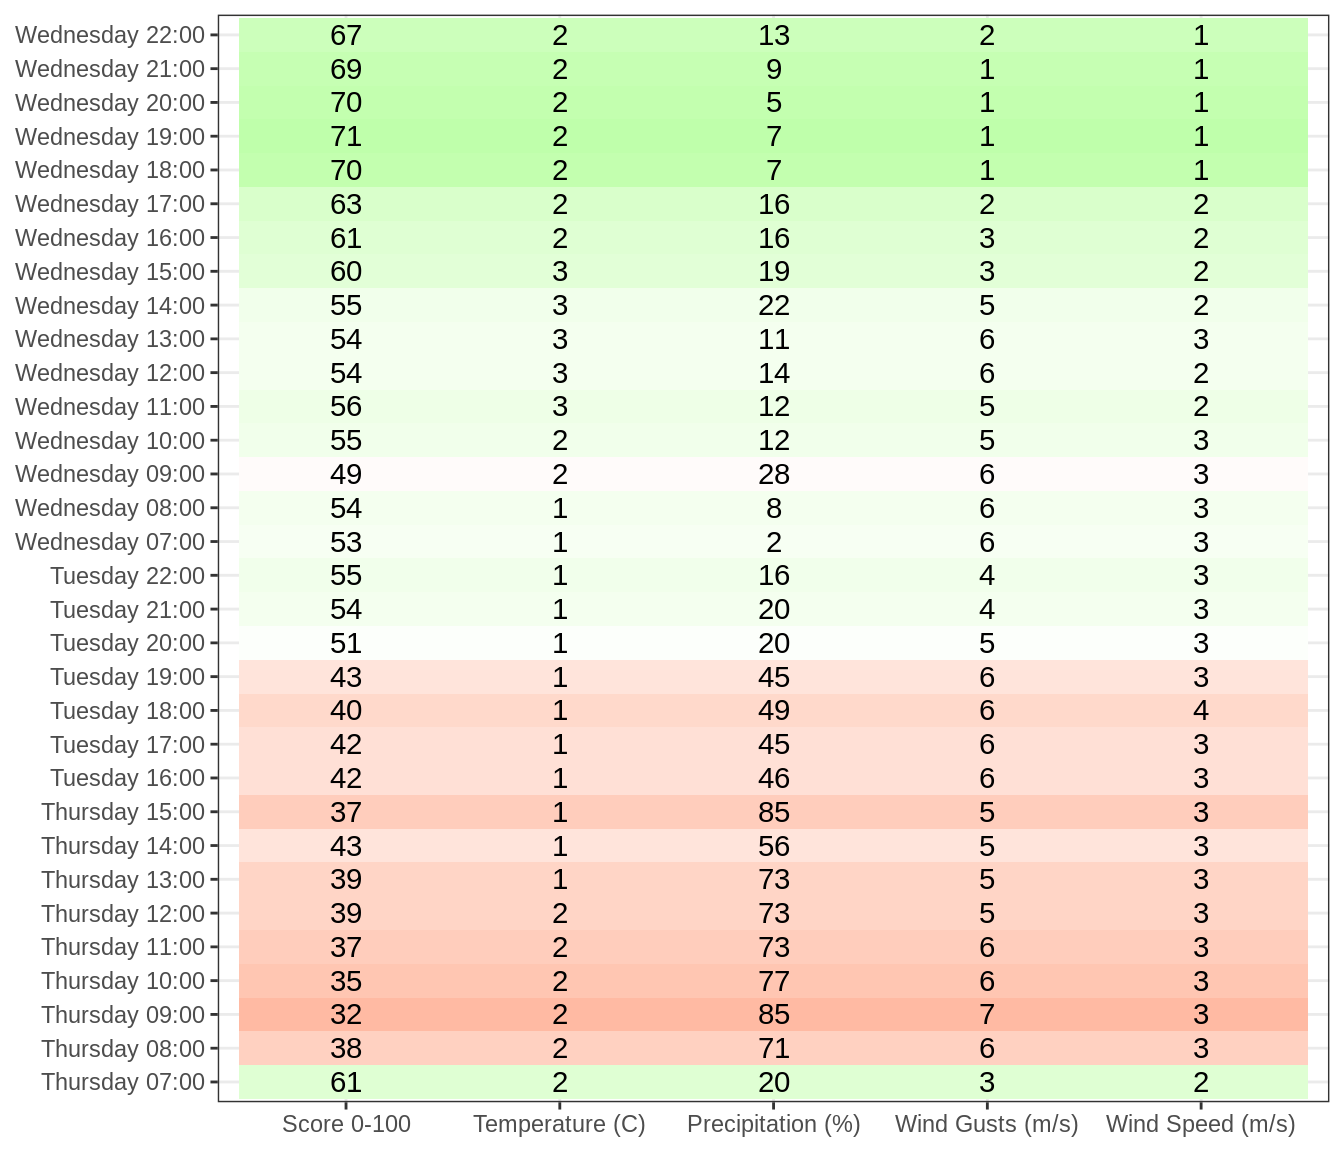 Wednesday 22:00 67 2 13 2 1
Wednesday 21:00 69 2 9 1 1
Wednesday 20:00 70 2 5 1 1
Wednesday 19:00 71 2 7 1 1
Wednesday 18:00 70 2 7 1 1
Wednesday 17:00 63 2 16 2 2
Wednesday 16:00 61 2 16 3 2
Wednesday 15:00 60 3 19 3 2
Wednesday 14:00 55 3 22 5 2
Wednesday 13:00 54 3 11 6 3
Wednesday 12:00 54 3 14 6 2
Wednesday 11:00 56 3 12 5 2
Wednesday 10:00 55 2 12 5 3
Wednesday 09:00 49 2 28 6 3
Wednesday 08:00 54 1 8 6 3
Wednesday 07:00 53 1 2 6 3
Tuesday 22:00 55 1 16 4 3
Tuesday 21:00 54 1 20 4 3
Tuesday 20:00 51 1 20 5 3
Tuesday 19:00 43 1 45 6 3
Tuesday 18:00 40 1 49 6 4
Tuesday 17:00 42 1 45 6 3
Tuesday 16:00 42 1 46 6 3
Thursday 15:00 37 1 85 5 3
Thursday 14:00 43 1 56 5 3
Thursday 13:00 39 1 73 5 3
Thursday 12:00 39 2 73 5 3
Thursday 11:00 37 2 73 6 3
Thursday 10:00 35 2 77 6 3
Thursday 09:00 32 2 85 7 3
Thursday 08:00 38 2 71 6 3
Thursday 07:00 61 2 20 3 2
Score 0-100 Temperature (C) Precipitation (%) Wind Gusts (m/s) Wind Speed (m/s)